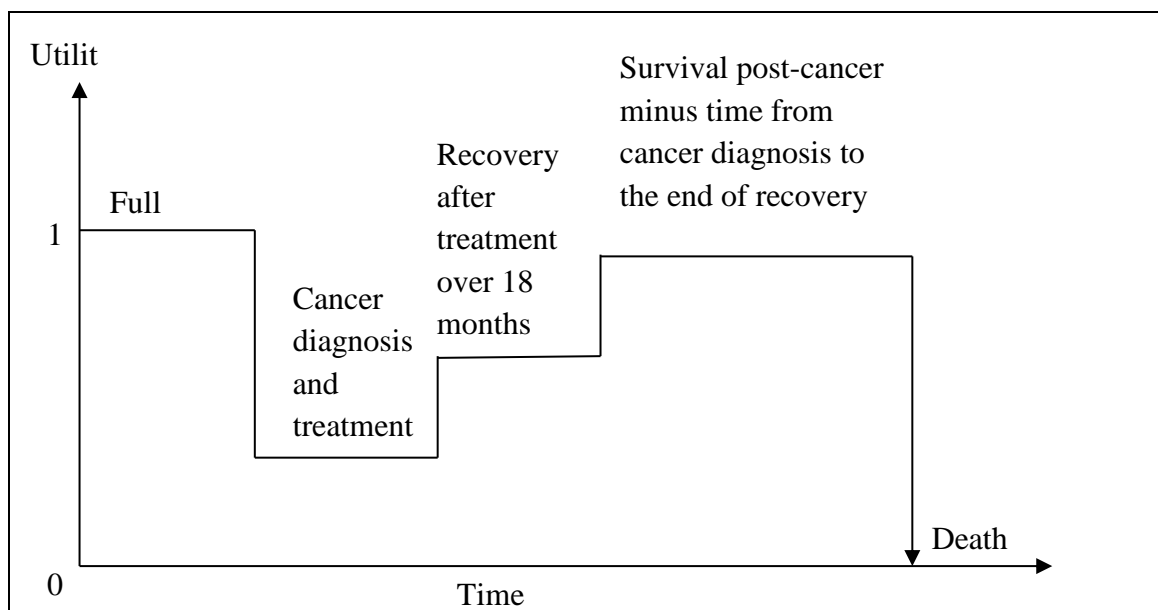 Utilit
Survival post-cancer
minus time from
cancer diagnosis to
the end of recovery
Recovery
after
treatment
over 18
months
Full
1
Cancer
diagnosis
and
treatment
Death
0
Time